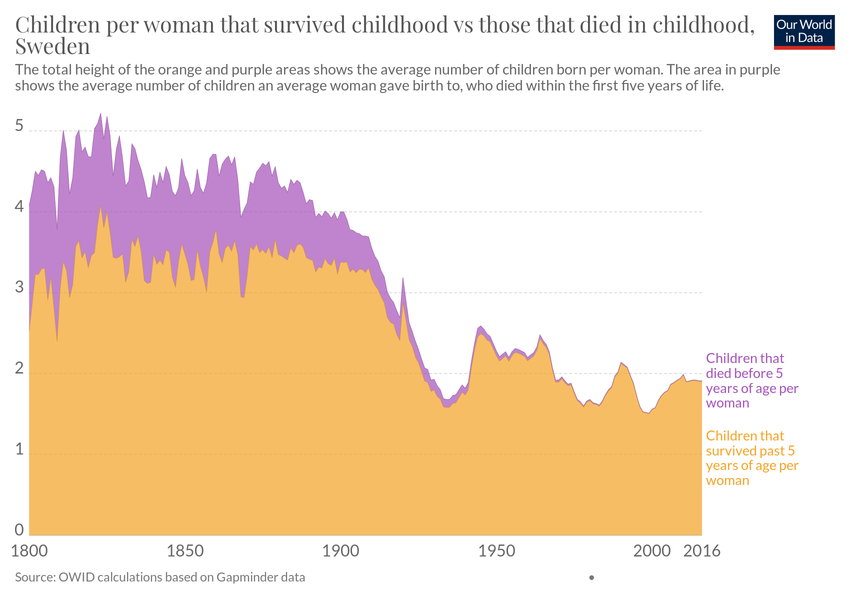 Children per woman that survived childhood vs those that died in childhood,
Sweden
Our World
in Data
The total height of the orange and purple areas shows the average number of children born per woman. The area in purple
shows the average number of children an average woman gave birth to, who died within the first five years of life.
5
4
3
2
1
0
Children that
died before 5
years of age per
woman
Children that
survived past 5
years of age per
woman
1800 1850 1900 1950 2000 2016
Source: OWID calculations based on Gapminder data